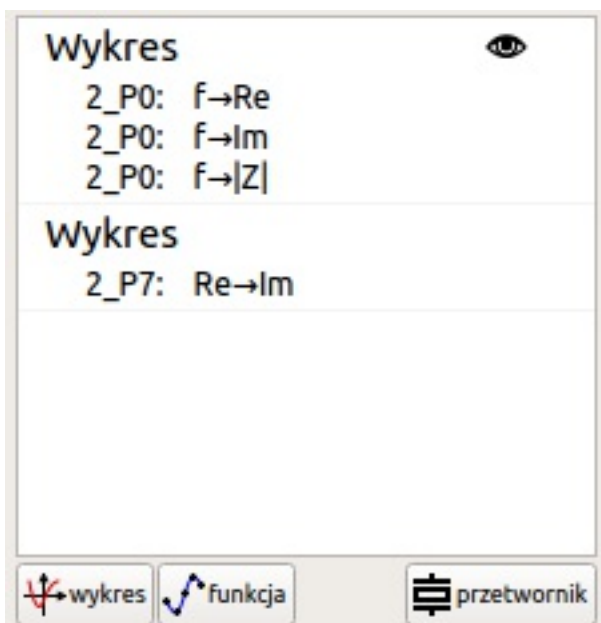 Wykres
2_P0: f→Re
2_P0: f→Im
2_P0: f→|Z|
Wykres
2_P7: Re→Im
wykres funkcja przetwornik